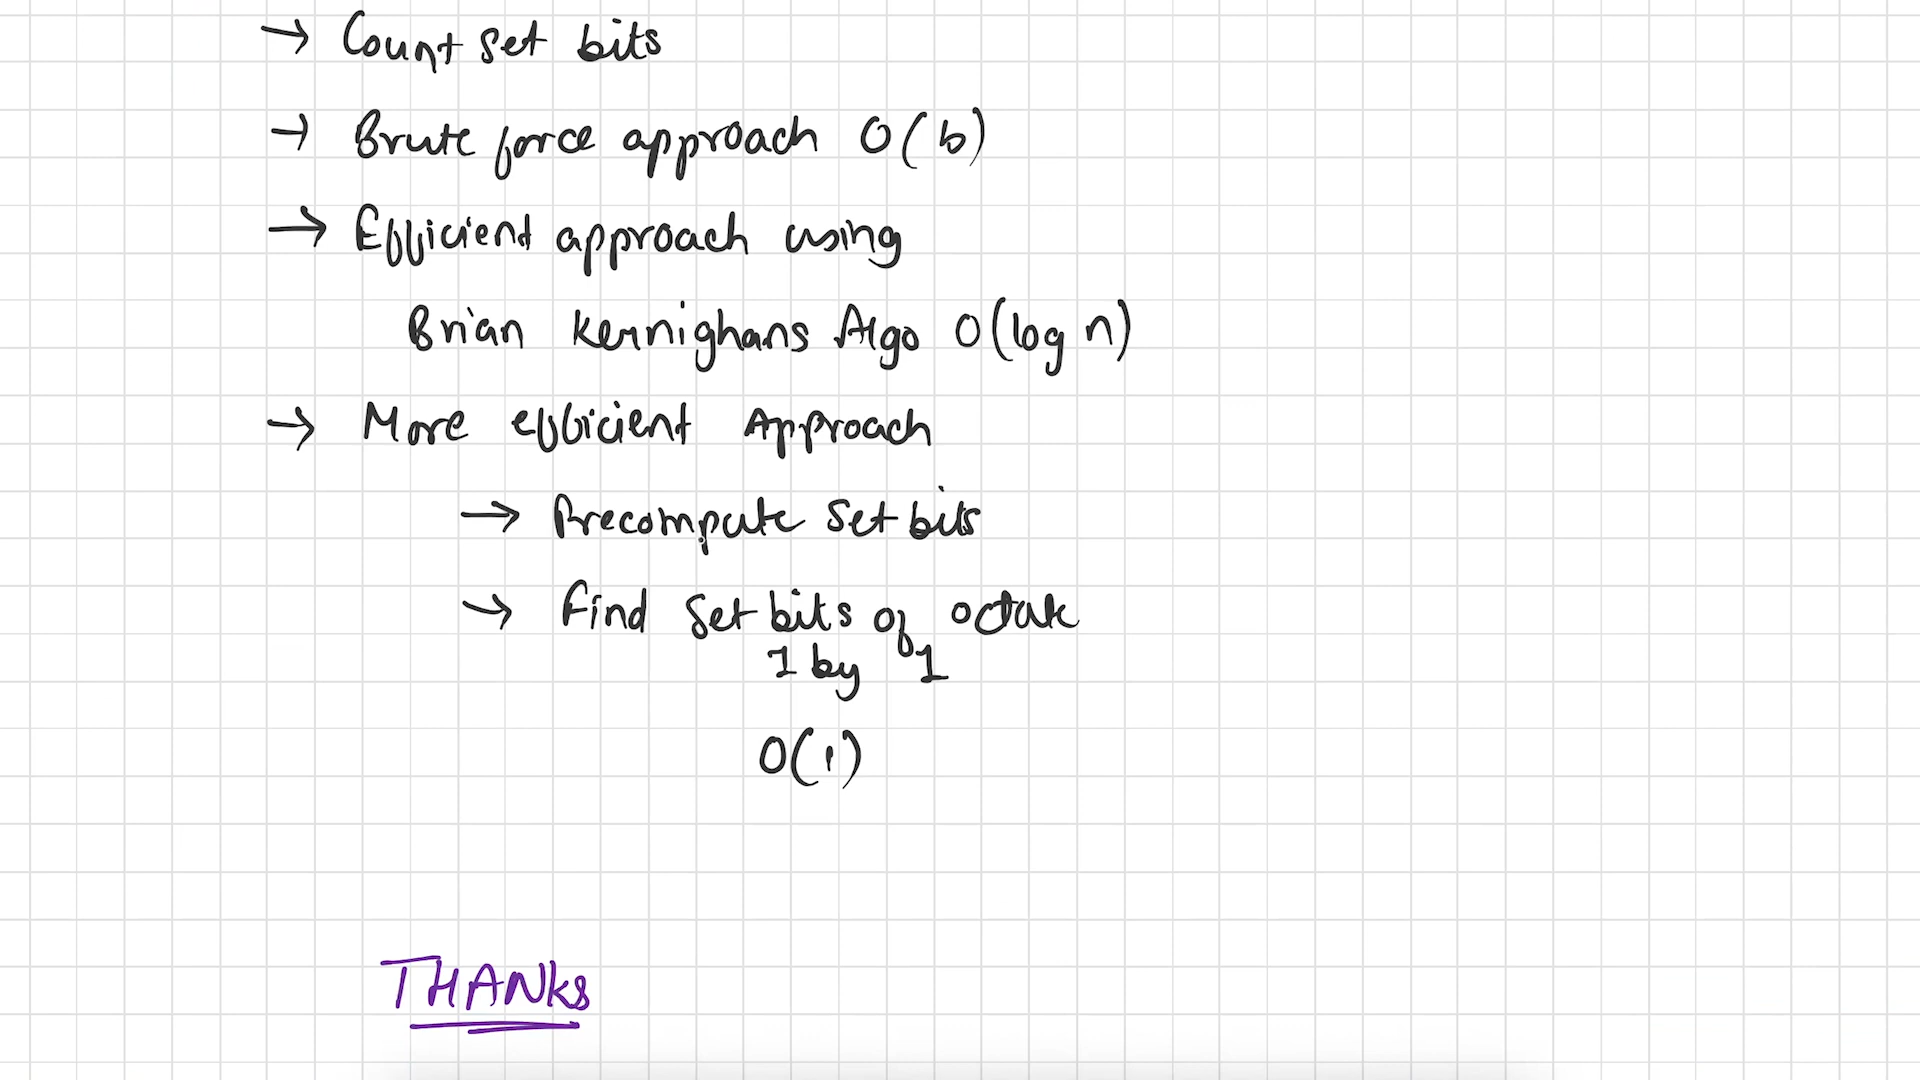 → Count Set bits
→ Brute force approach O(b)
→ Efficient approach using
Brian Kernighans Algo O(log n)
→ More efficient Approach
→ Precompute Set bits
→ Find Set bits of octate
1 by 1
O(1)
THANKS